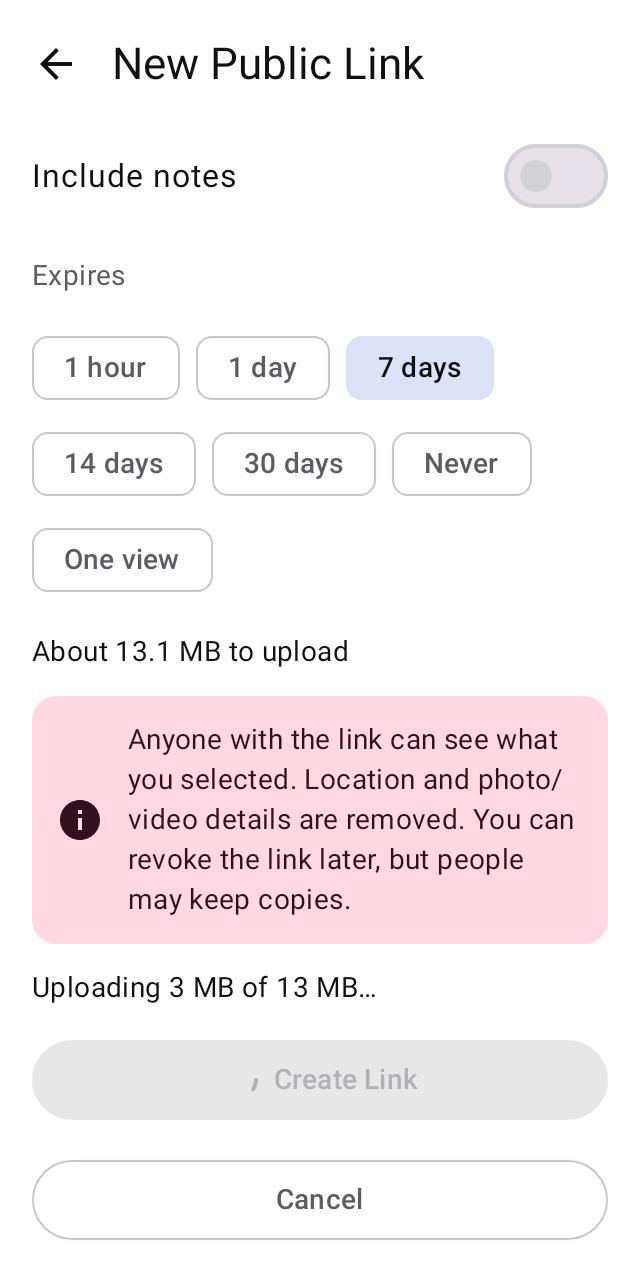 New Public Link
Include notes
Expires
1 hour
1 day
7 days
14 days
30 days
Never
One view
About 13.1 MB to upload
Anyone with the link can see what
you selected. Location and photo/
video details are removed. You can
revoke the link later, but people
may keep copies.
Uploading 3 MB of 13 MB…
Create Link
Cancel